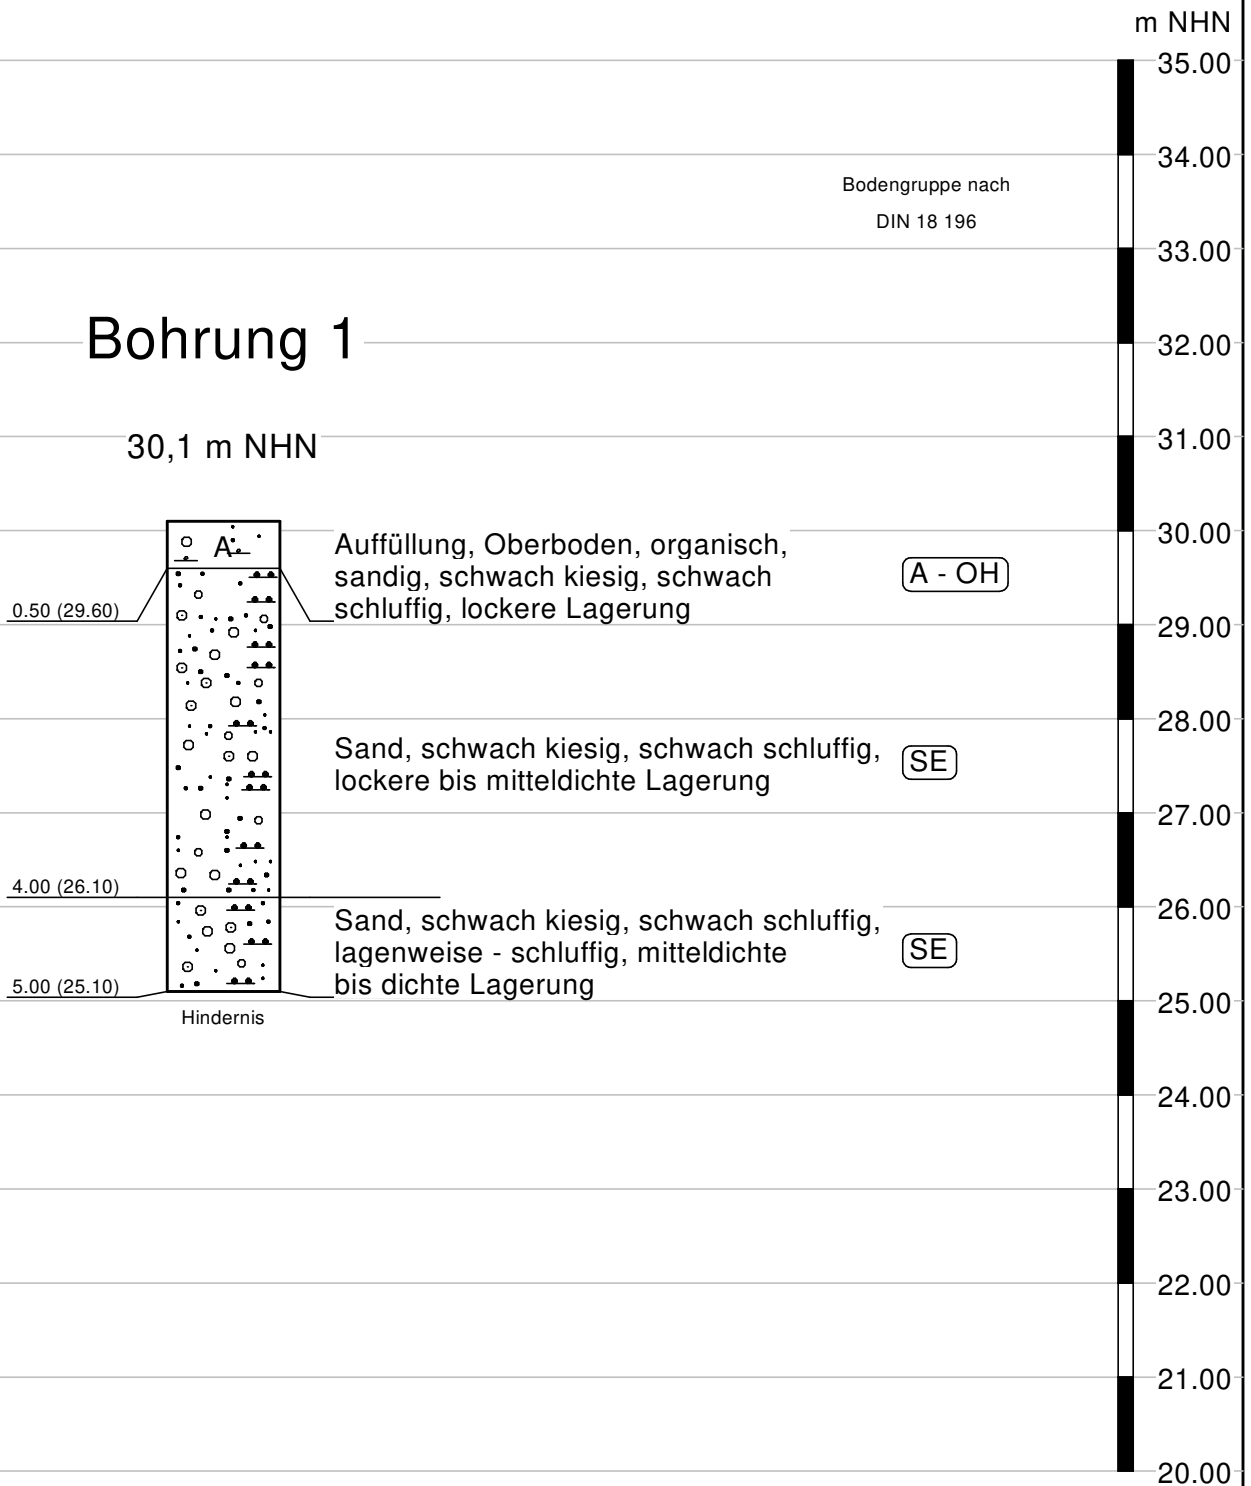 m NHN
35.00
34.00
Bodengruppe nach
DIN 18 196
33.00
Bohrung 1
32.00
31.00
30,1 m NHN
30.00
A
Auffüllung, Oberboden, organisch,
sandig, schwach kiesig, schwach
schluffig, lockere Lagerung
A - OH
0.50 (29.60)
29.00
28.00
Sand, schwach kiesig, schwach schluffig,
lockere bis mitteldichte Lagerung
SE
27.00
4.00 (26.10)
26.00
Sand, schwach kiesig, schwach schluffig,
lagenweise - schluffig, mitteldichte
bis dichte Lagerung
SE
5.00 (25.10)
25.00
Hindernis
24.00
23.00
22.00
21.00
20.00